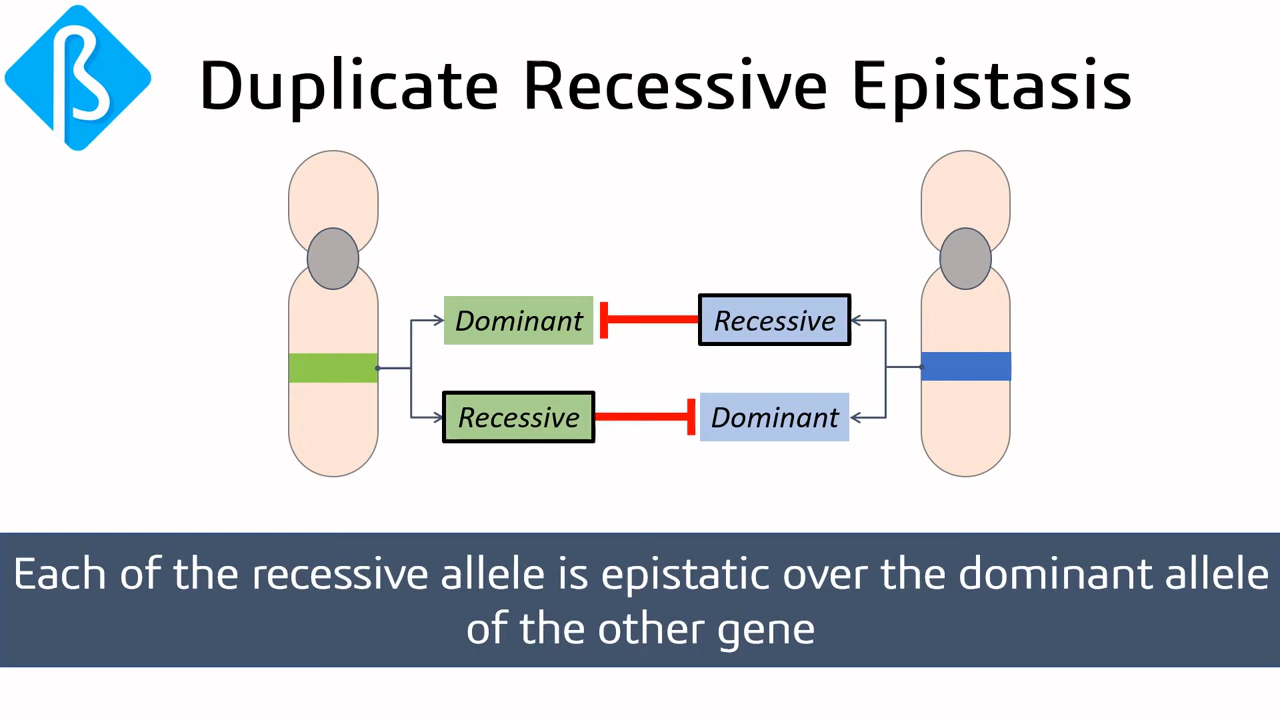 ß
Duplicate Recessive Epistasis
Dominant
Recessive
Recessive
Dominant
Each of the recessive allele is epistatic over the dominant allele
of the other gene